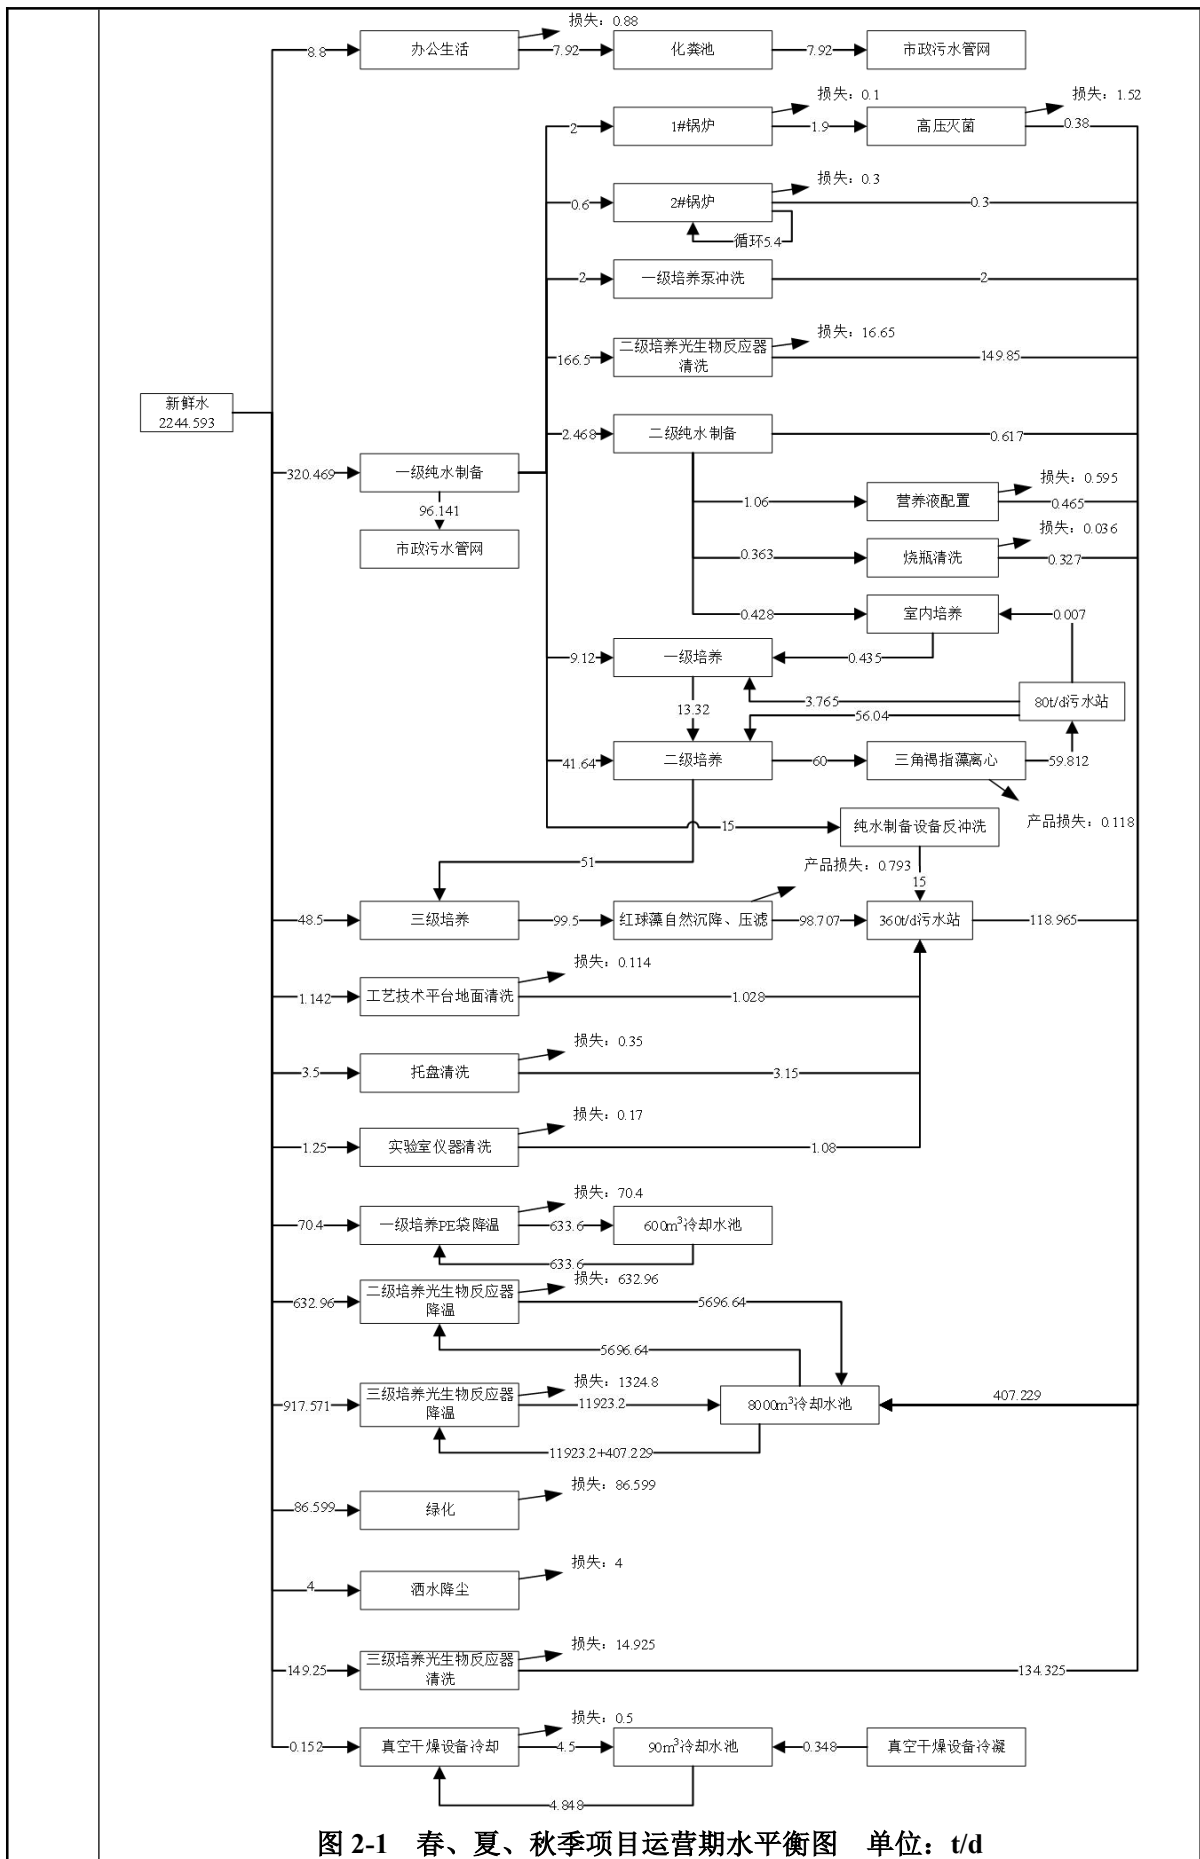 损失：0.88
8.8
办公生活
7.92
化粪池
7.92
市政污水管网
损失：0.1
损失：1.52
2
1#锅炉
1.9
高压灭菌
0.38
损失：0.3
0.6
2#锅炉
0.3
循环5.4
2
一级培养泵冲洗
2
损失：16.65
166.5
二级培养光生物反应器
清洗
149.85
新鲜水
2244.593
2.468
二级纯水制备
0.617
320.469
一级纯水制备
损失：0.595
1.06
营养液配置
0.465
96.141
市政污水管网
损失：0.036
0.363
烧瓶清洗
0.327
0.428
室内培养
0.007
9.12
一级培养
0.435
3.765
80t/d污水站
13.32
56.04
41.64
二级培养
60
三角褐指藻离心
59.812
产品损失：0.118
15
纯水制备设备反冲洗
51
产品损失：0.793
15
48.5
三级培养
99.5
红球藻自然沉降、压滤
98.707
360t/d污水站
118.965
损失：0.114
1.142
工艺技术平台地面清洗
1.028
损失：0.35
3.5
托盘清洗
3.15
损失：0.17
1.25
实验室仪器清洗
1.08
损失：70.4
70.4
一级培养PE袋降温
633.6
600m³冷却水池
633.6
损失：632.96
632.96
二级培养光生物反应器
降温
5696.64
5696.64
损失：1324.8
917.571
三级培养光生物反应器
降温
11923.2
8000m³冷却水池
407.229
11923.2+407.229
损失：86.599
86.599
绿化
损失：4
4
洒水降尘
损失：14.925
149.25
三级培养光生物反应器
清洗
134.325
损失：0.5
0.152
真空干燥设备冷却
4.5
90m³冷却水池
0.348
真空干燥设备冷凝
4.848
图 2-1 春、夏、秋季项目运营期水平衡图 单位：t/d